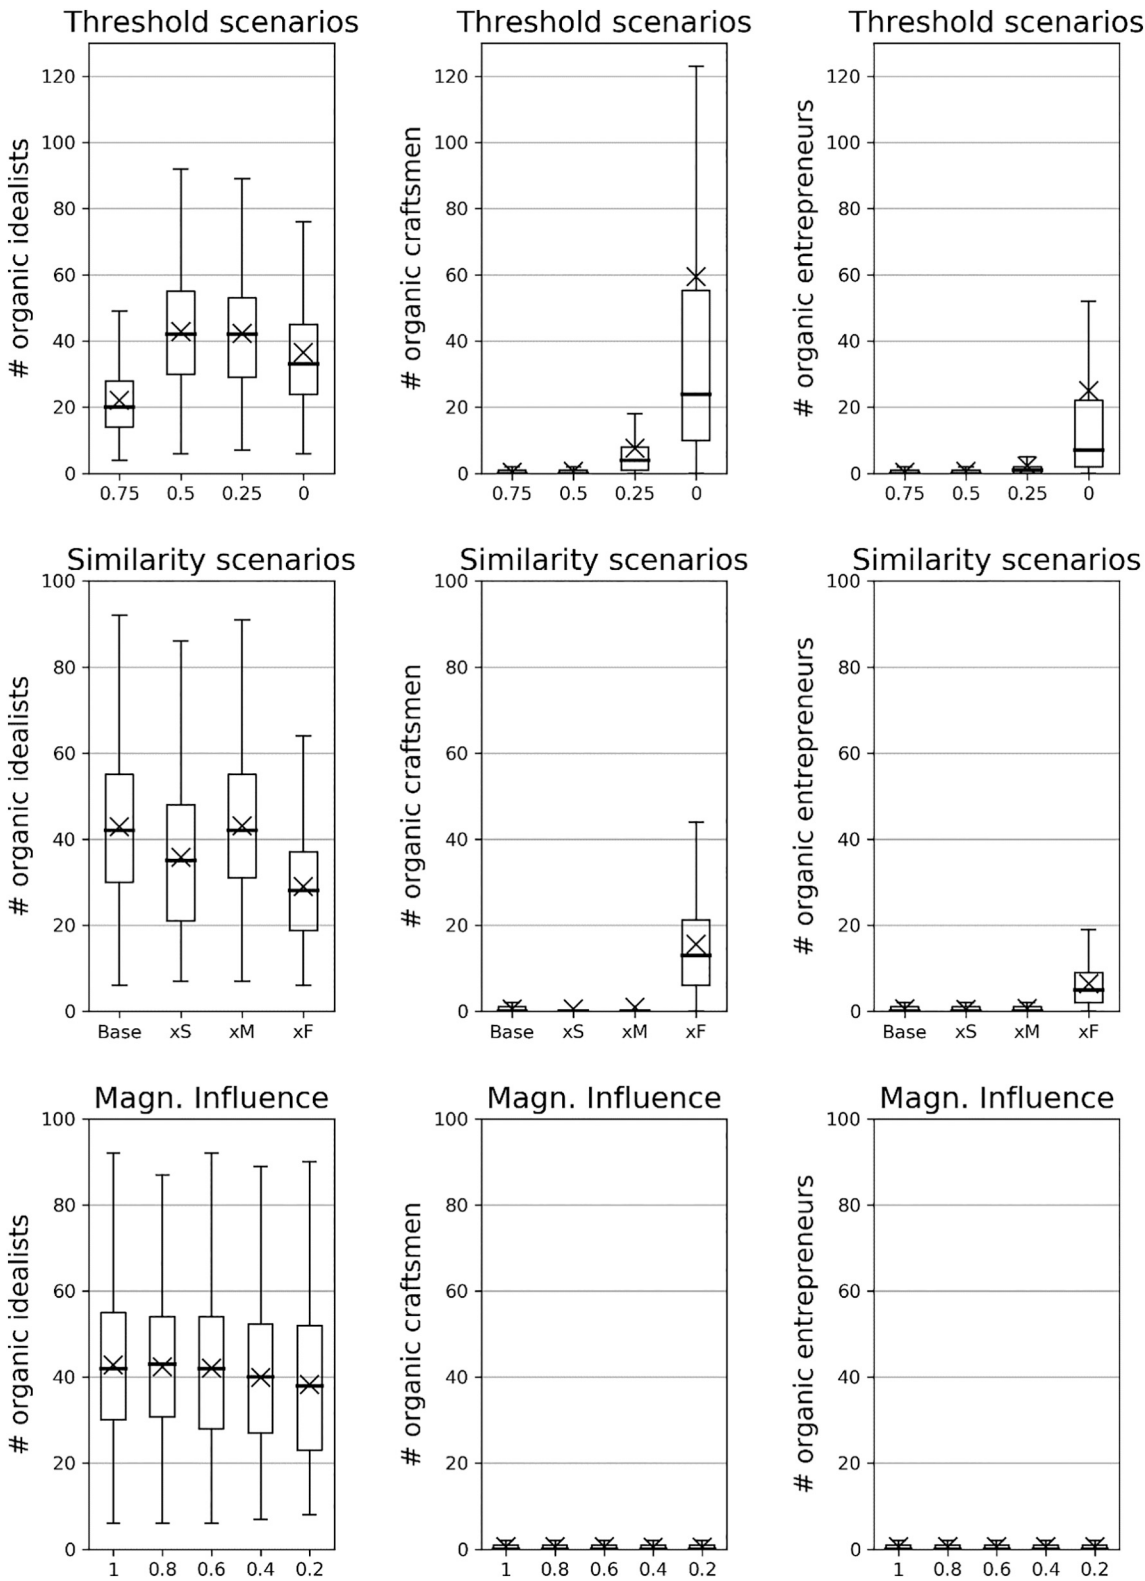 Threshold scenarios
# organic idealists
120
100
80
60
40
20
0
0.75 0.5 0.25 0
Threshold scenarios
# organic craftsmen
120
100
80
60
40
20
0
0.75 0.5 0.25 0
Threshold scenarios
# organic entrepreneurs
120
100
80
60
40
20
0
0.75 0.5 0.25 0
Similarity scenarios
# organic idealists
100
80
60
40
20
0
Base xS xM xF
Similarity scenarios
# organic craftsmen
100
80
60
40
20
0
Base xS xM xF
Similarity scenarios
# organic entrepreneurs
100
80
60
40
20
0
Base xS xM xF
Magn. Influence
# organic idealists
100
80
60
40
20
0
1 0.8 0.6 0.4 0.2
Magn. Influence
# organic craftsmen
100
80
60
40
20
0
1 0.8 0.6 0.4 0.2
Magn. Influence
# organic entrepreneurs
100
80
60
40
20
0
1 0.8 0.6 0.4 0.2